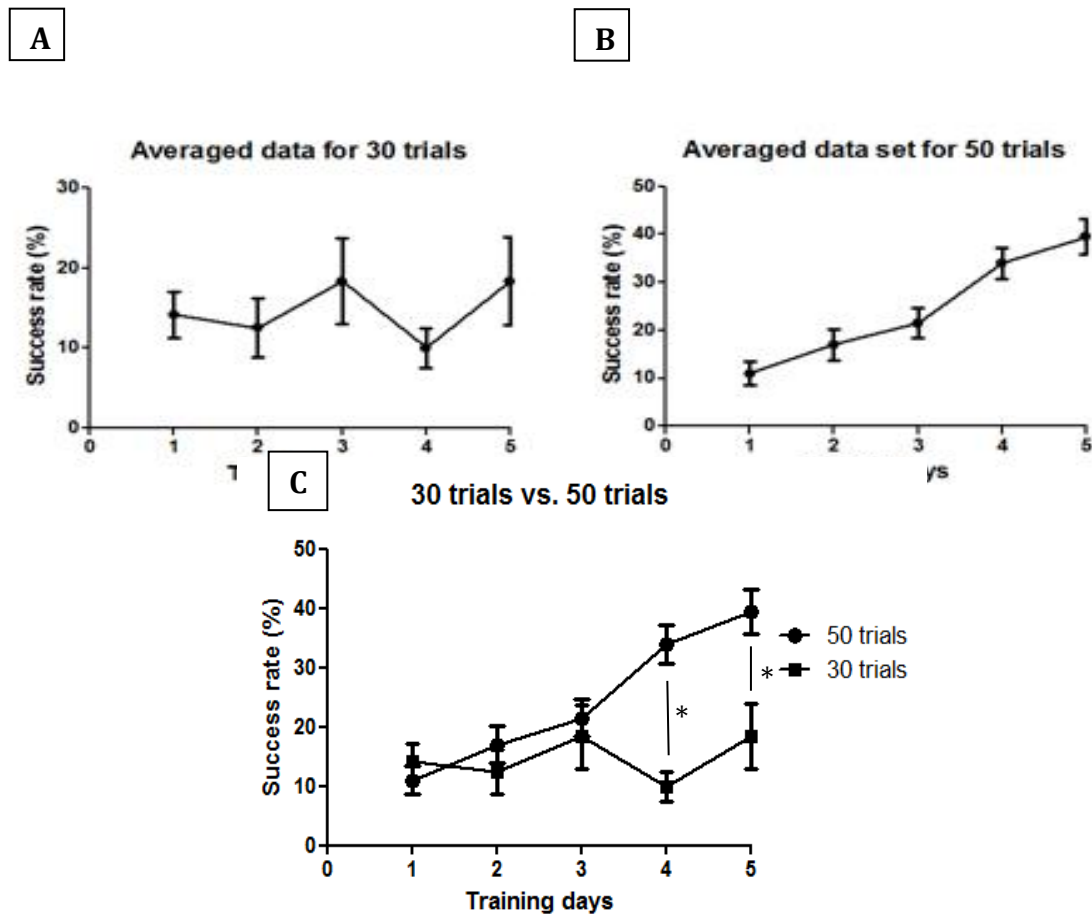 A
B
Averaged data for 30 trials
Averaged data set for 50 trials
Success rate (%)
30
20
10
0
0 1 2 3 4 5
Success rate (%)
50
40
30
20
10
0
0 1 2 3 4 5
ys
C
30 trials vs. 50 trials
Success rate (%)
50
40
30
20
10
0
*
*
50 trials
30 trials
0 1 2 3 4 5
Training days